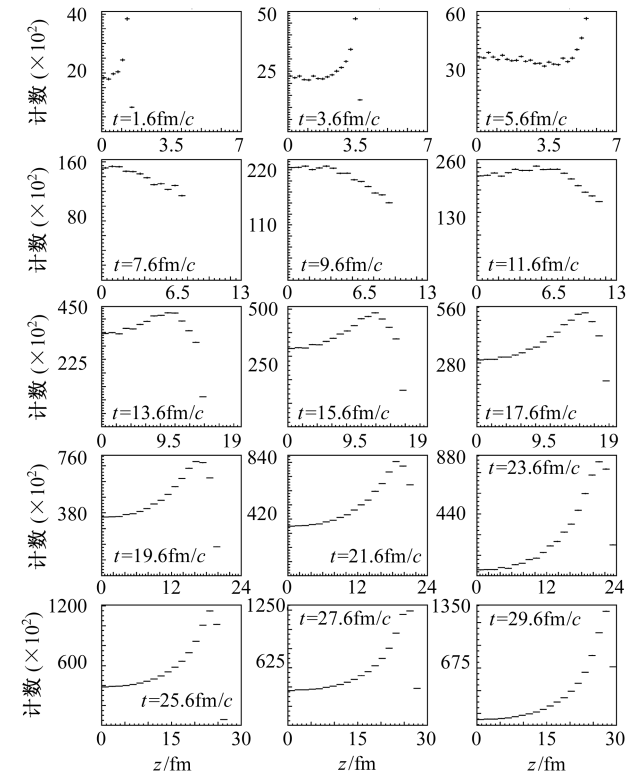 40 50 60
计数 (×10²) 20 25 30
t=1.6fm/c t=3.6fm/c t=5.6fm/c
0 3.5 7 0 3.5 7 0 3.5 7
160 220 260
计数 (×10²) 80 110 130
t=7.6fm/c t=9.6fm/c t=11.6fm/c
0 6.5 13 0 6.5 13 0 6.5 13
450 500 560
计数 (×10²) 225 250 280
t=13.6fm/c t=15.6fm/c t=17.6fm/c
0 9.5 19 0 9.5 19 0 9.5 19
760 840 880
t=23.6fm/c
计数 (×10²) 380 420 440
t=19.6fm/c t=21.6fm/c
0 12 24 0 12 24 0 12 24
1200 1250 1350
t=27.6fm/c t=29.6fm/c
计数 (×10²) 600 625 675
t=25.6fm/c
0 15 30 0 15 30 0 15 30
z/fm z/fm z/fm